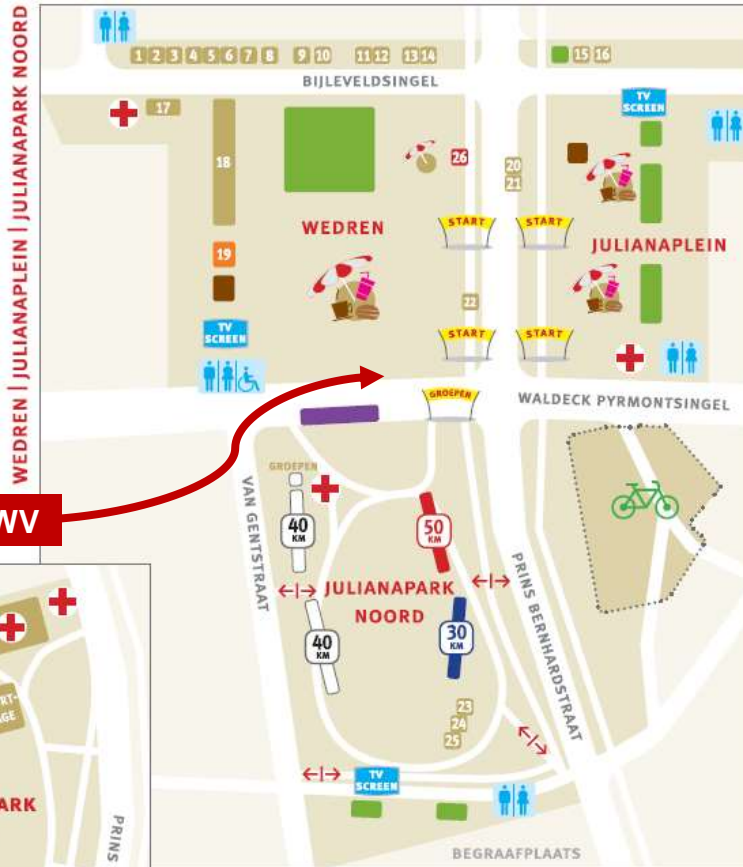 WEDREN | JULIANAPLEIN | JULIANAPARK NOORD
1 2 3 4 5 6 7 8 9 10 11 12 13 14 15 16
BIJLEVELDSINGEL
17
TV
SCREEN
18
26
20
21
WEDREN
START START
JULIANAPLEIN
19
22
TV
SCREEN
START START
GROEPEN
WALDECK PYRMONTSINGEL
WV
GROEPEN
VAN GENTSTRAAT
40
KM
50
KM
JULIANAPARK
NOORD
PRINS BERNHARDSTRAAT
40
KM
30
KM
23
24
25
TV
SCREEN
BEGRAAFPLAATS
RT-
GE
ARK
PRINS